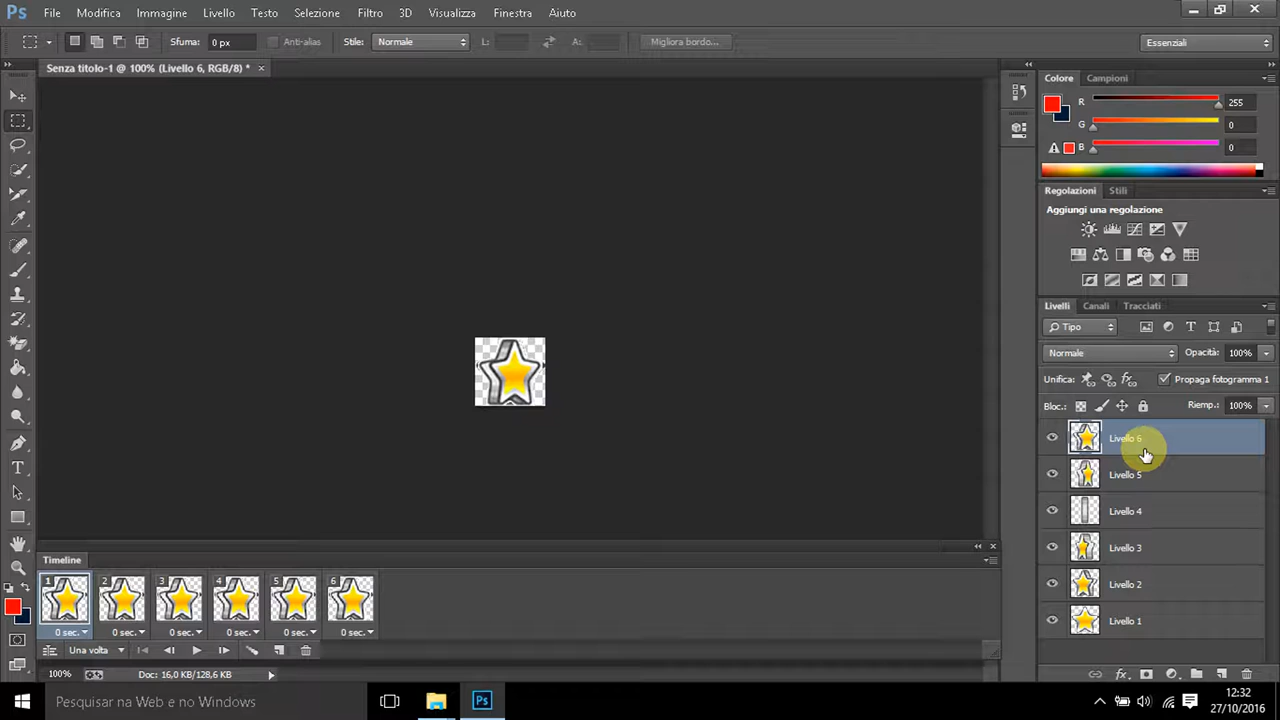 Ps File Modifica Immagine Livello Testo Selezione Filtro 3D Visualizza Finestra Aiuto
Sfuma: 0 px Anti-alias Stile: Normale L: A: Migliora bordo... Essenziali
Senza titolo-1 @ 100% (Livello 6, RGB/8) *
Colore Campioni
R 255
G 0
B 0
Regolazioni Stili
Aggiungi una regolazione
Livelli Canali Tracciati
Tipo
Normale Opacità: 100%
Unifica: Propaga fotogramma 1
Bloc.: Riemp.: 100%
Livello 6
Livello 5
Livello 4
Livello 3
Livello 2
Livello 1
Timeline
1 2 3 4 5 6
0 sec. 0 sec. 0 sec. 0 sec. 0 sec. 0 sec.
Una volta
100% Doc: 16,0 KB/128,6 KB
Pesquisar na Web e no Windows
Ps
12:32
27/10/2016